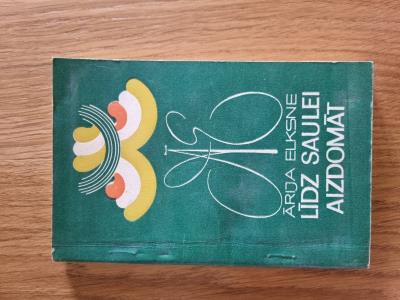 ĀRIJA ELKSNE
LĪDZ SAULEI
AIZDOMĀT